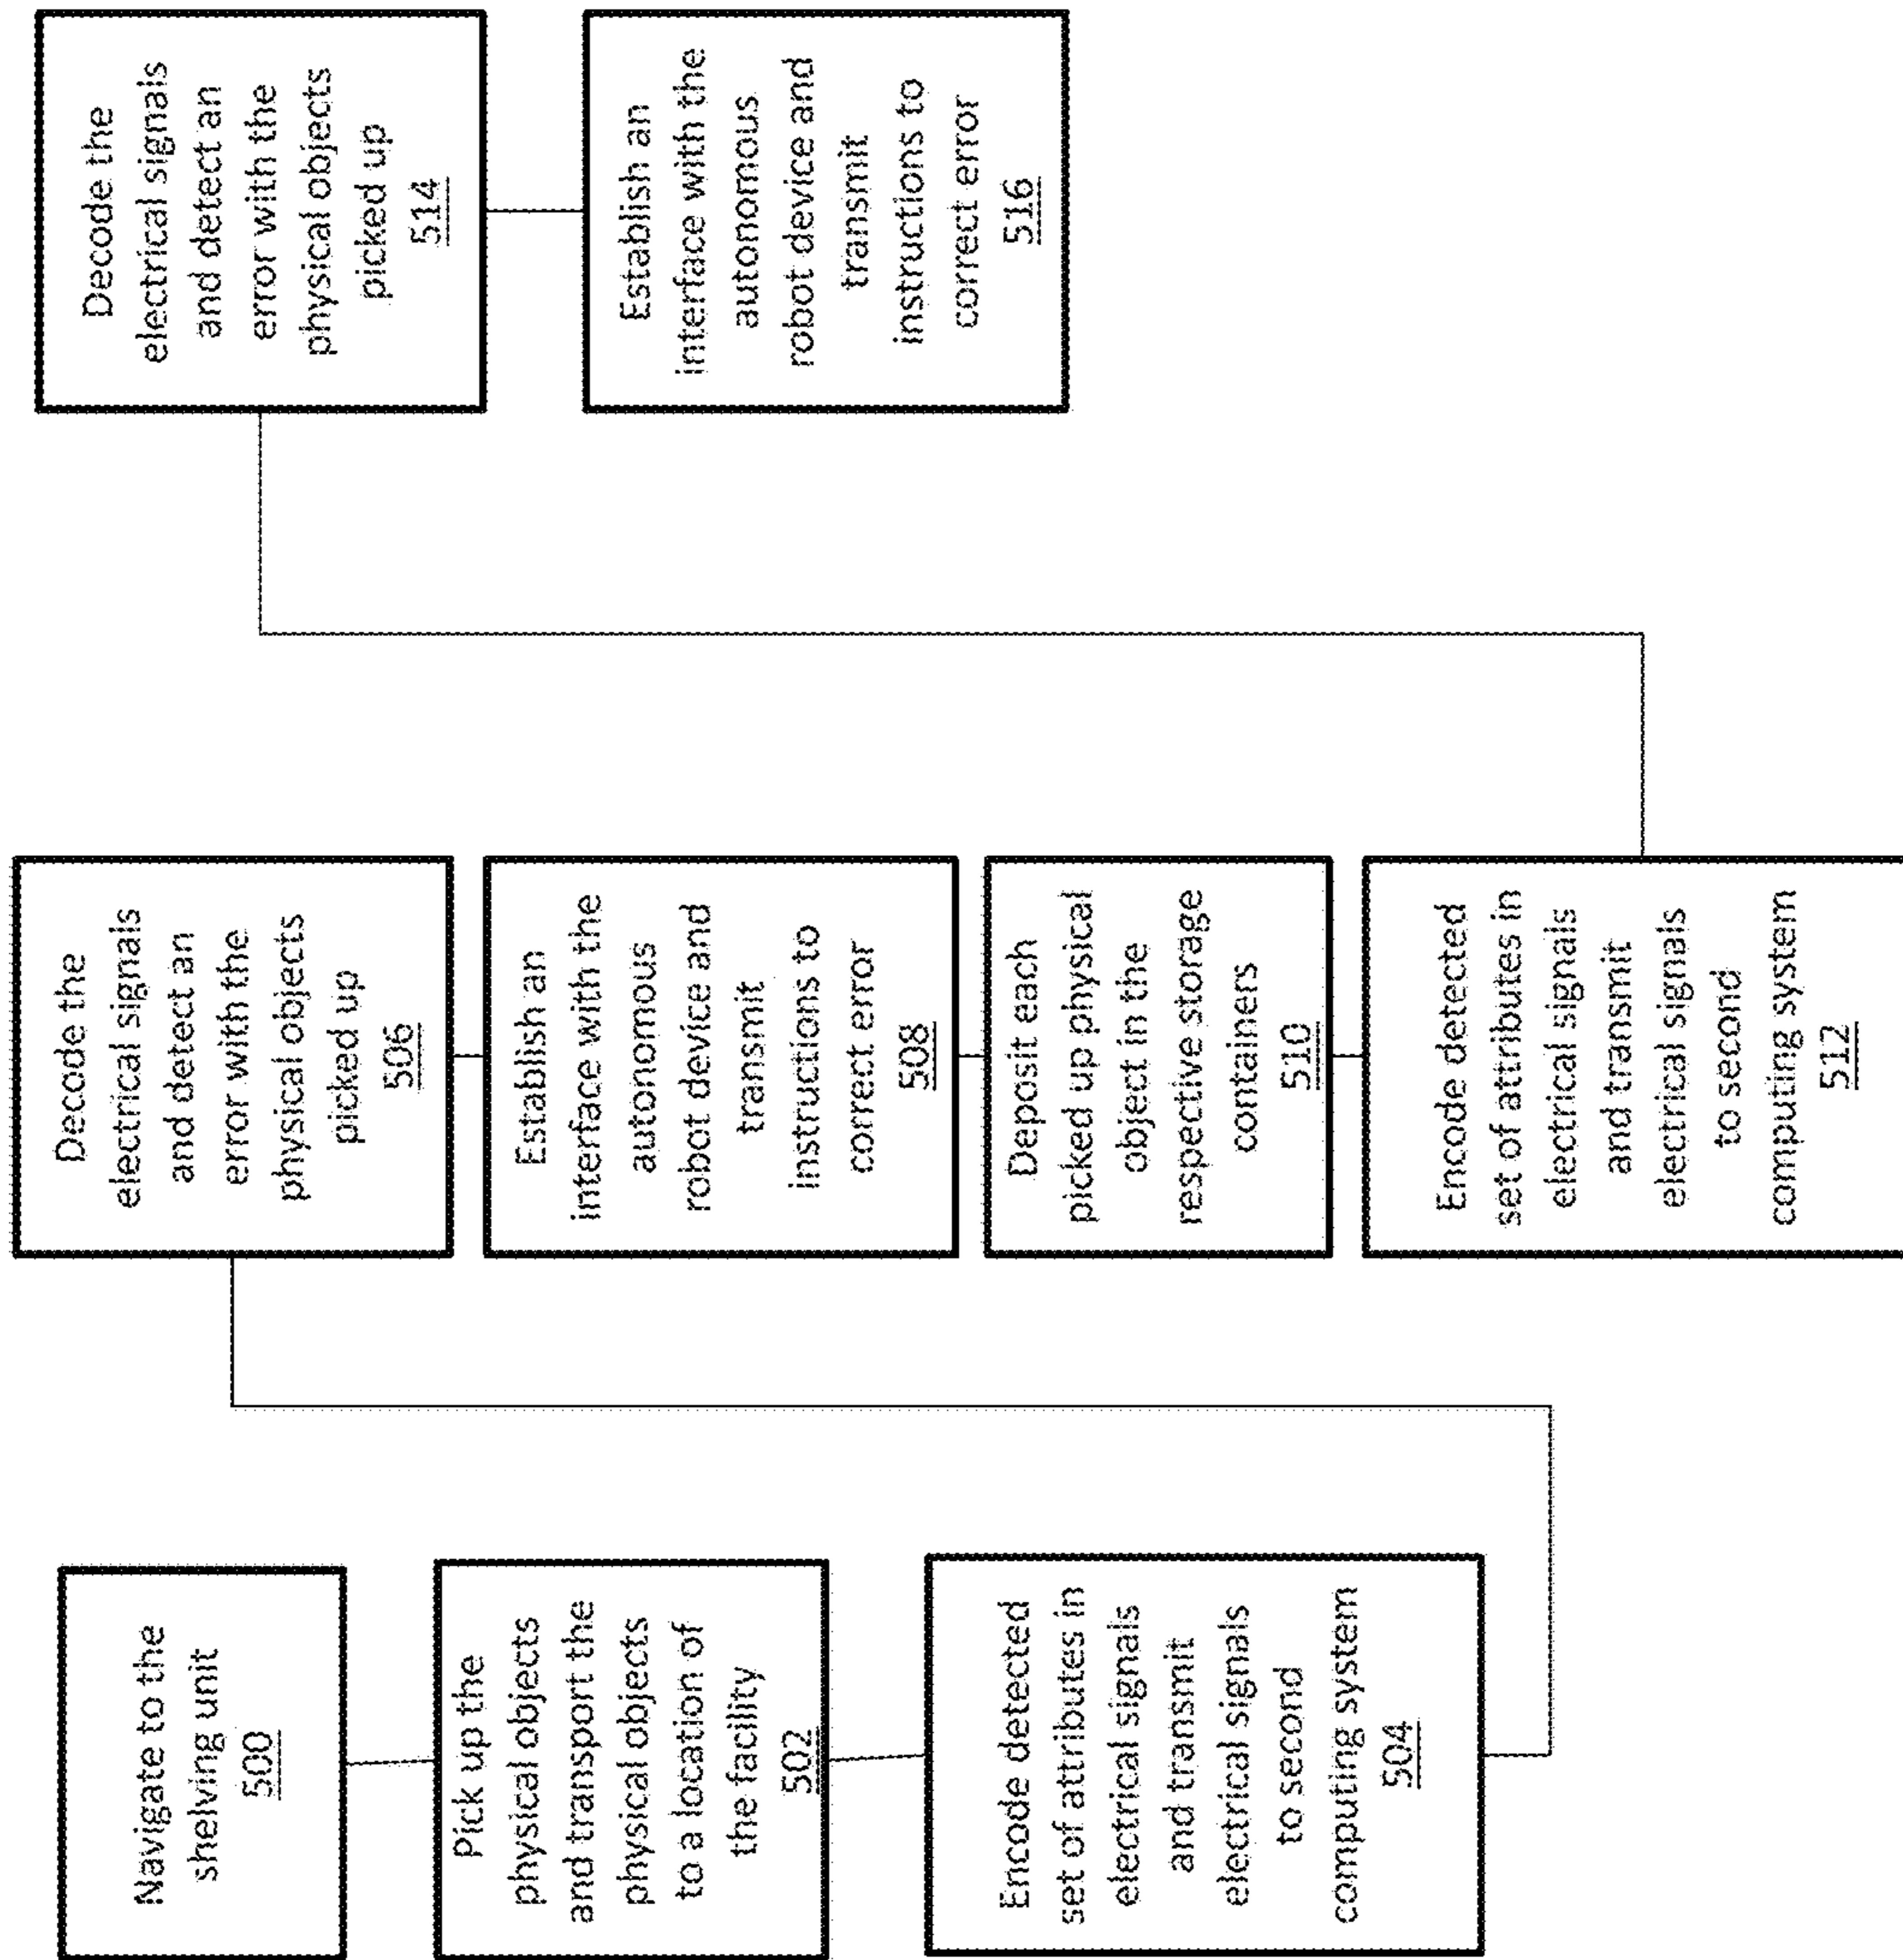 Navigate to the
shelving unit
500
Pick up the
physical objects
and transport the
physical objects
to a location of
the facility
502
Encode detected
set of attributes in
electrical signals
and transmit
electrical signals
to second
computing system
504
Decode the
electrical signals
and detect an
error with the
physical objects
picked up
506
Establish an
interface with the
autonomous
robot device and
transmit
instructions to
correct error
508
Deposit each
picked up physical
object in the
respective storage
containers
510
Encode detected
set of attributes in
electrical signals
and transmit
electrical signals
to second
computing system
512
Decode the
electrical signals
and detect an
error with the
physical objects
picked up
514
Establish an
interface with the
autonomous
robot device and
transmit
instructions to
correct error
516